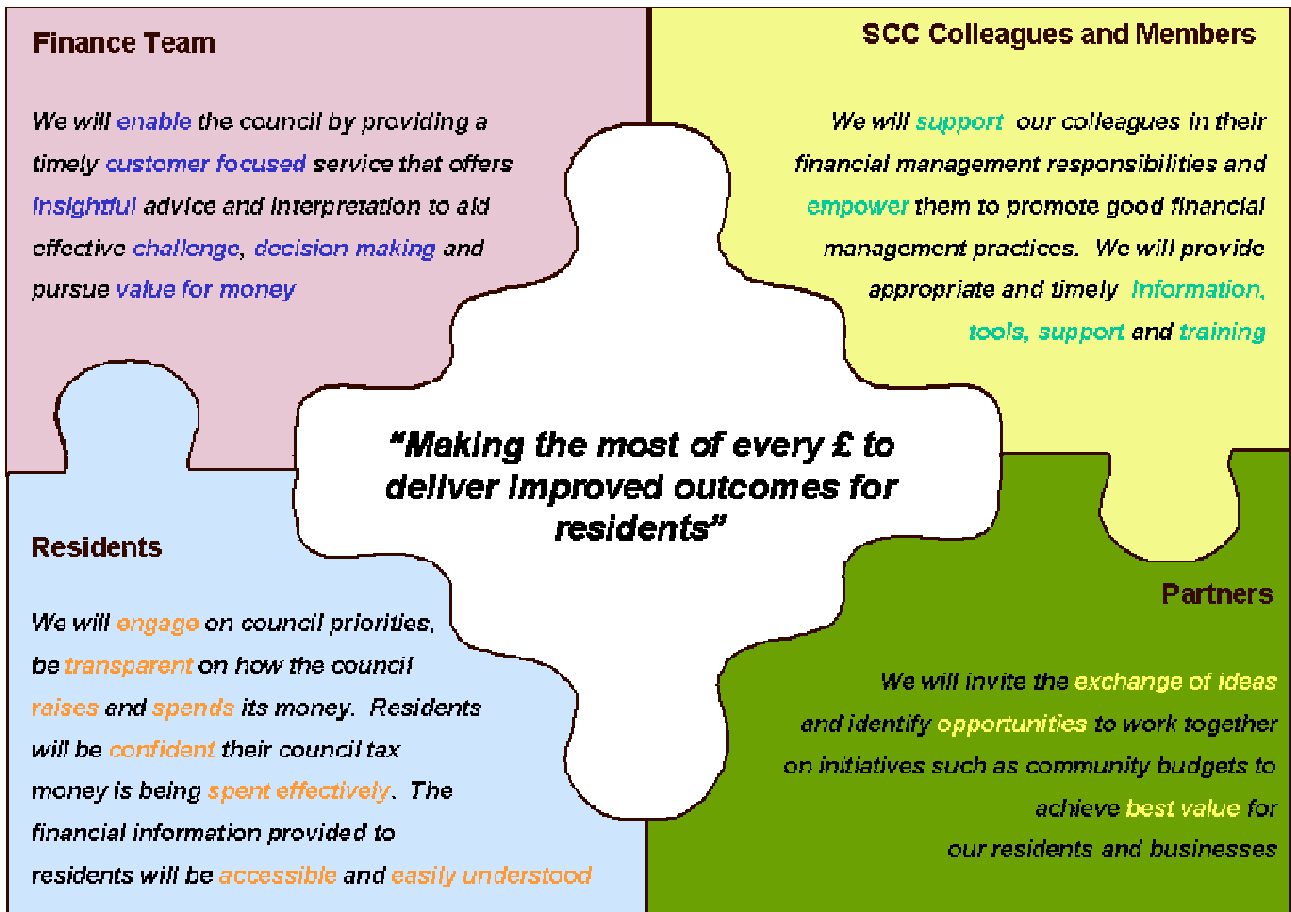 Finance Team
We will enable the council by providing a
timely customer focused service that offers
insightful advice and interpretation to aid
effective challenge, decision making and
pursue value for money
SCC Colleagues and Members
We will support our colleagues in their
financial management responsibilities and
empower them to promote good financial
management practices. We will provide
appropriate and timely information,
tools, support and training
“Making the most of every £ to
deliver improved outcomes for
residents”
Residents
We will engage on council priorities,
be transparent on how the council
raises and spends its money. Residents
will be confident their council tax
money is being spent effectively. The
financial information provided to
residents will be accessible and easily understood
Partners
We will invite the exchange of ideas
and identify opportunities to work together
on initiatives such as community budgets to
achieve best value for
our residents and businesses